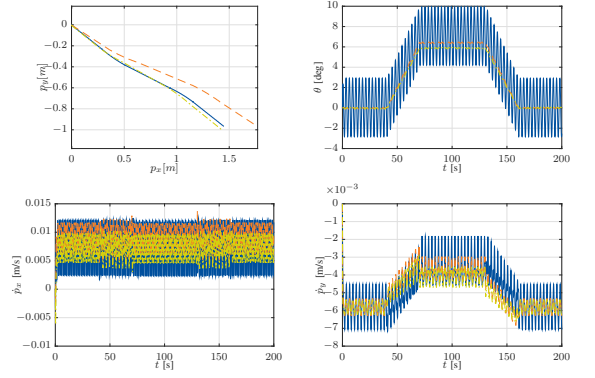 0
−0.2
−0.4
−0.6
−0.8
−1
p_y[m]
0 0.5 1 1.5
p_x[m]
10
8
6
4
2
0
−2
−4
θ [deg]
0 50 100 150 200
t [s]
0.015
0.01
0.005
0
−0.005
−0.01
ṗ_x [m/s]
0 50 100 150 200
t [s]
×10⁻³
0
−1
−2
−3
−4
−5
−6
−7
−8
ṗ_y [m/s]
0 50 100 150 200
t [s]